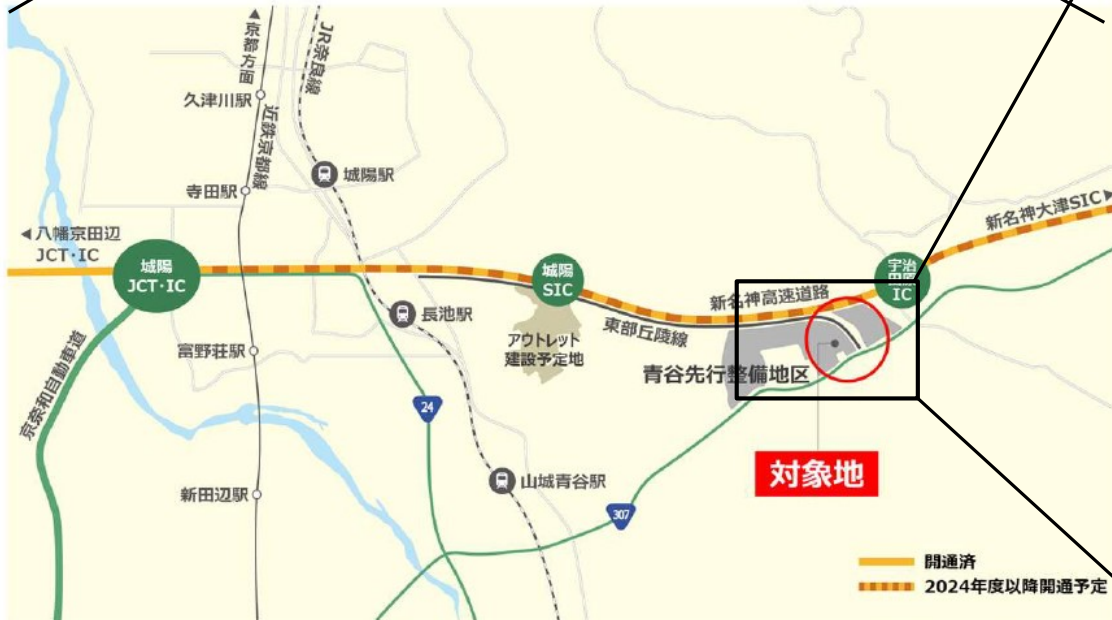 ▲京都方面
JR奈良線
久津川駅
近鉄京都線
城陽駅
寺田駅
新名神大津SIC▶
◀八幡京田辺
JCT・IC
城陽
JCT・IC
城陽
SIC
宇治
田原
IC
新名神高速道路
長池駅
東部丘陵線
アウトレット
建設予定地
富野荘駅
青谷先行整備地区
京奈和自動車道
24
対象地
山城青谷駅
新田辺駅
307
開通済
2024年度以降開通予定